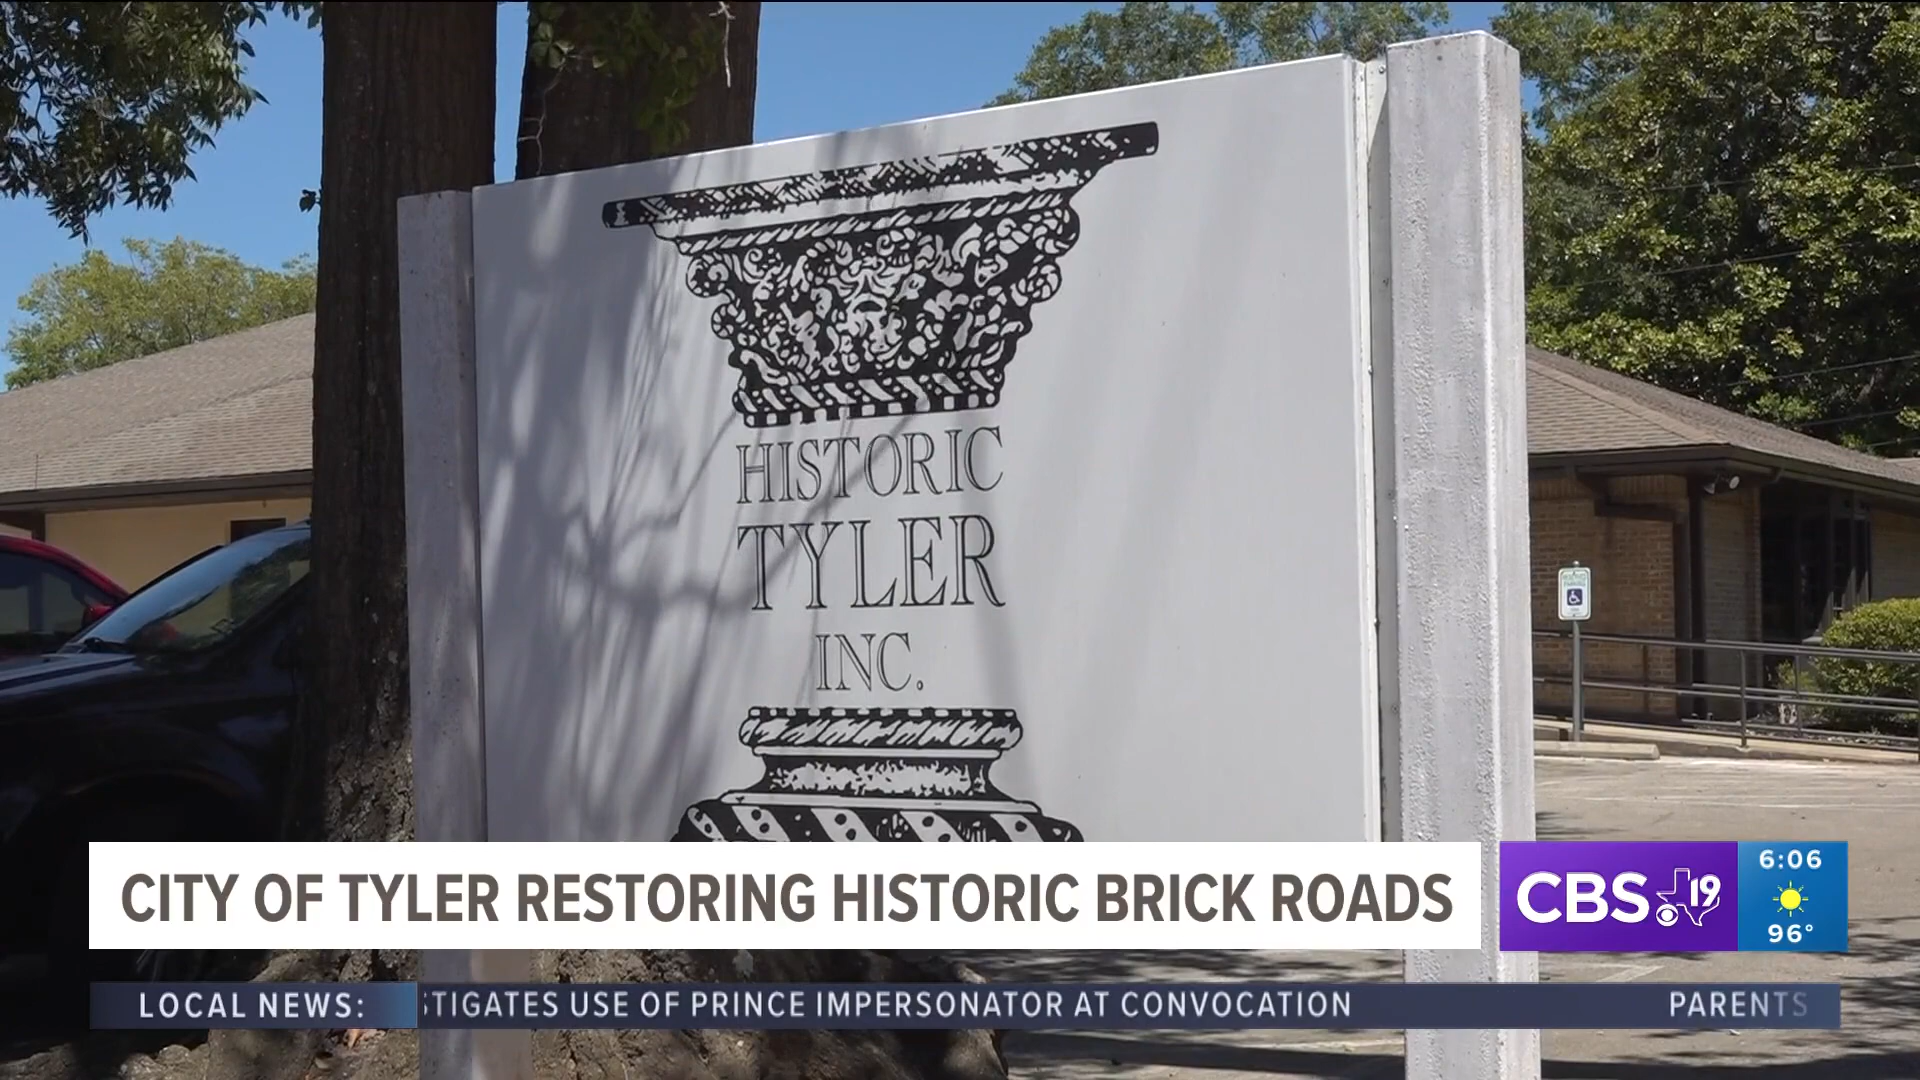 HISTORIC
TYLER
INC.
CITY OF TYLER RESTORING HISTORIC BRICK ROADS
CBS 19
6:06
96°
LOCAL NEWS:
STIGATES USE OF PRINCE IMPERSONATOR AT CONVOCATION
PARENTS